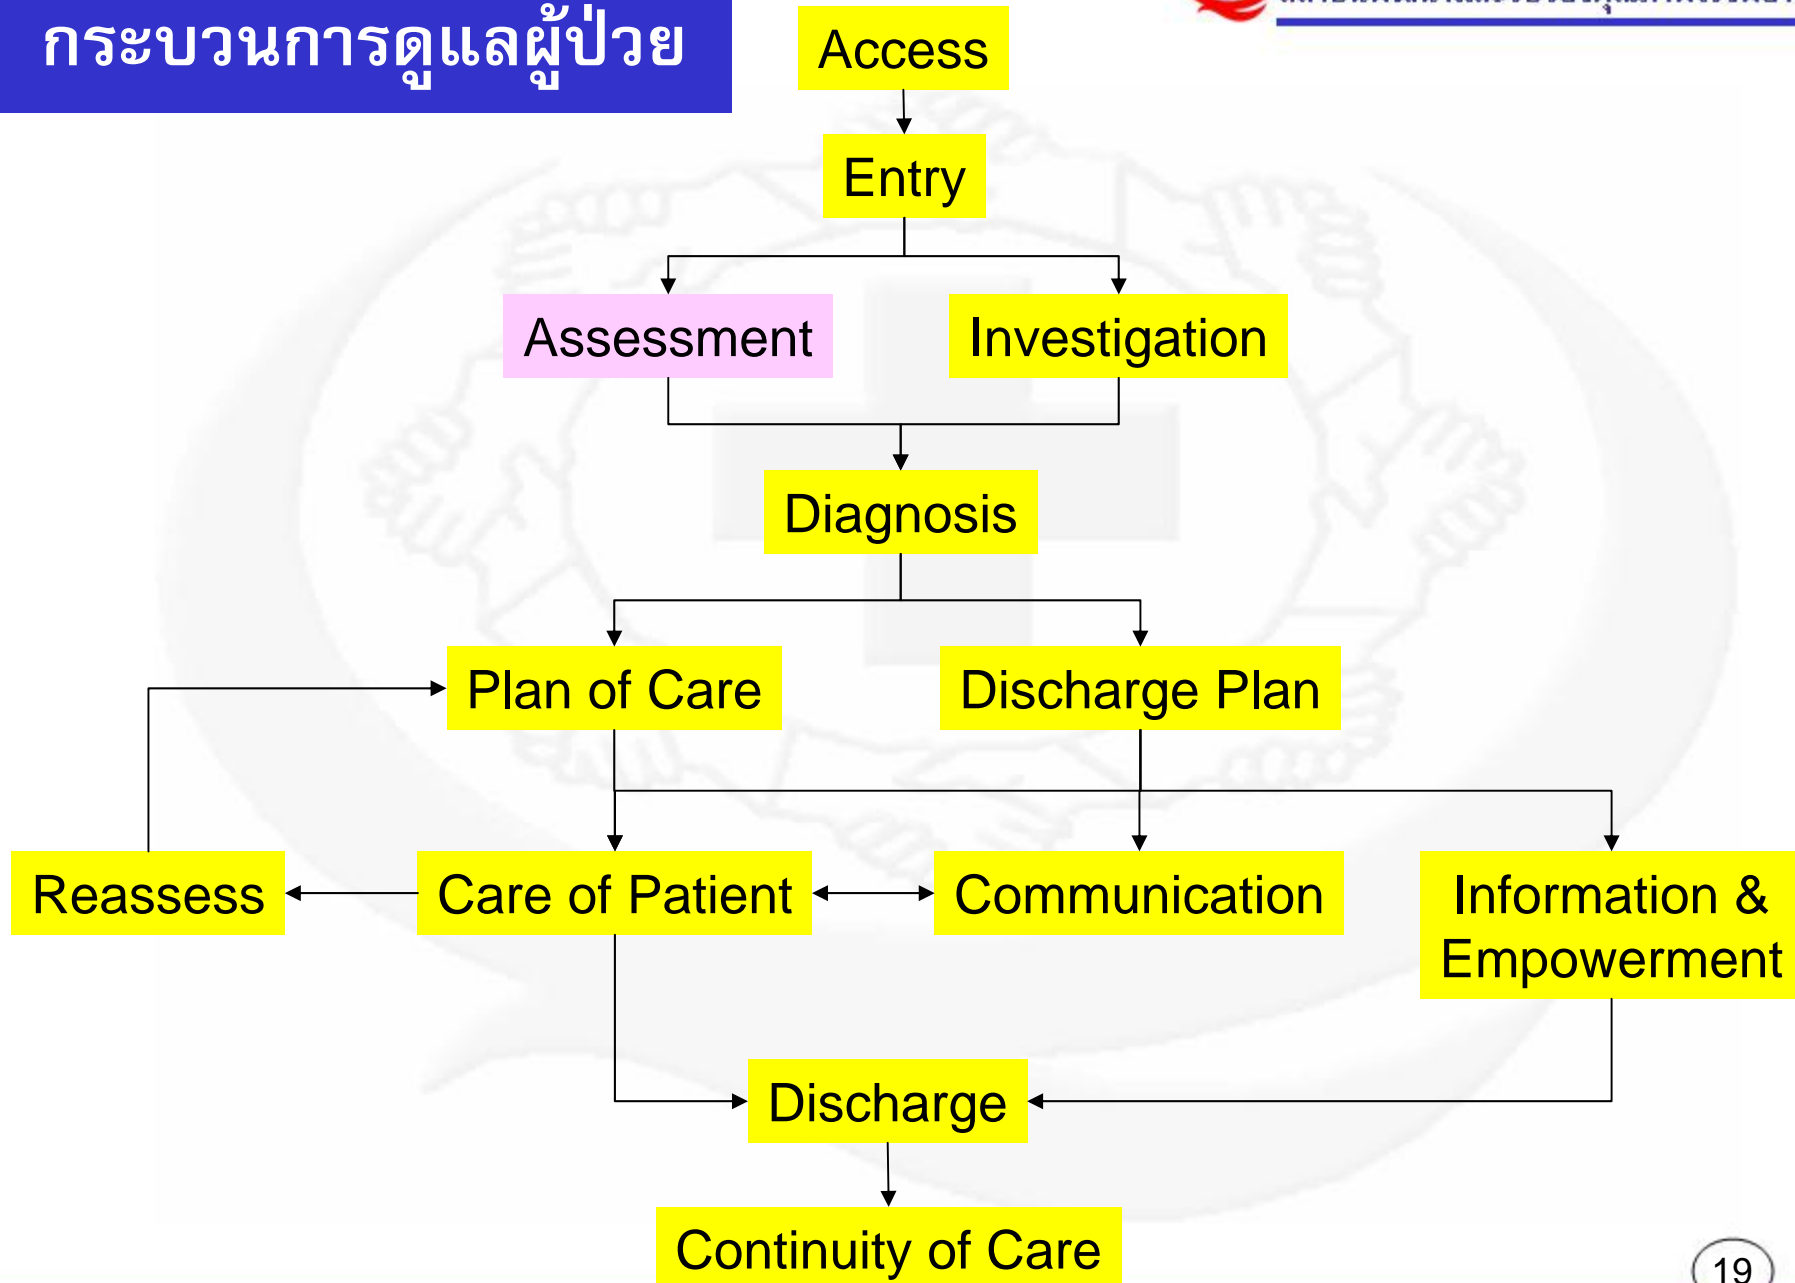 กระบวนการดูแลผู้ป่วย
Access
Entry
Assessment
Investigation
Diagnosis
Plan of Care
Discharge Plan
Reassess
Care of Patient
Communication
Information &
Empowerment
Discharge
Continuity of Care
19